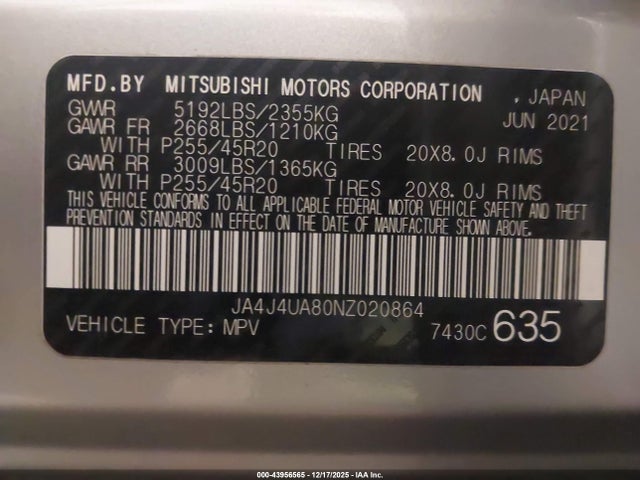 MFD.BY MITSUBISHI MOTORS CORPORATION , JAPAN
GVWR 5192LBS/2355KG JUN 2021
GAWR FR 2668LBS/1210KG
WITH P255/45R20 TIRES 20X8.0J RIMS
GAWR RR 3009LBS/1365KG
WITH P255/45R20 TIRES 20X8.0J RIMS
THIS VEHICLE CONFORMS TO ALL APPLICABLE FEDERAL MOTOR VEHICLE SAFETY AND THEFT
PREVENTION STANDARDS IN EFFECT ON THE DATE OF MANUFACTURE SHOWN ABOVE.
JA4J4UA80NZ020864
VEHICLE TYPE: MPV 7430C 635
000-43956565 - 12/17/2025 - IAA Inc.